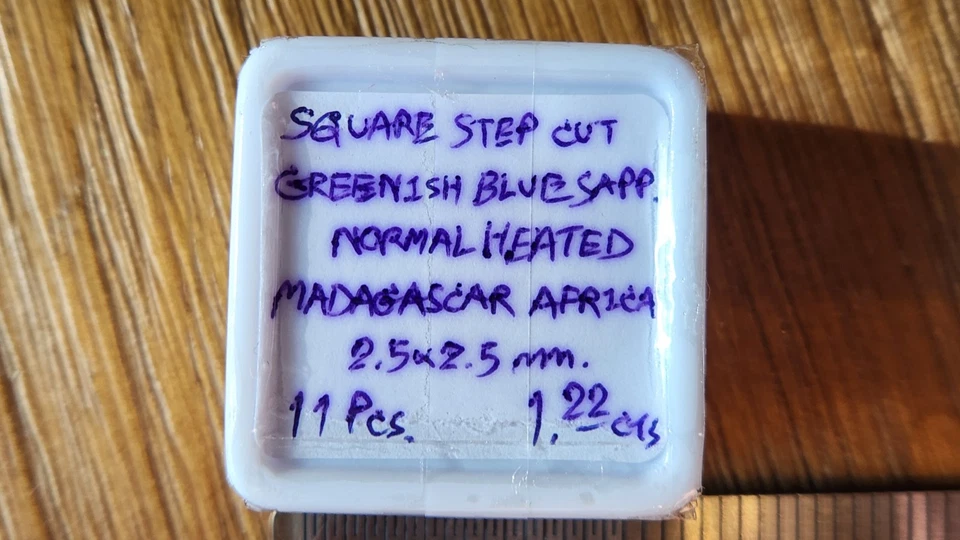 SQUARE STEP CUT
GREENISH BLUE SAPP.
NORMAL HEATED
MADAGASCAR AFRICA
2.5x2.5 mm.
11 Pcs. 1.22 cts